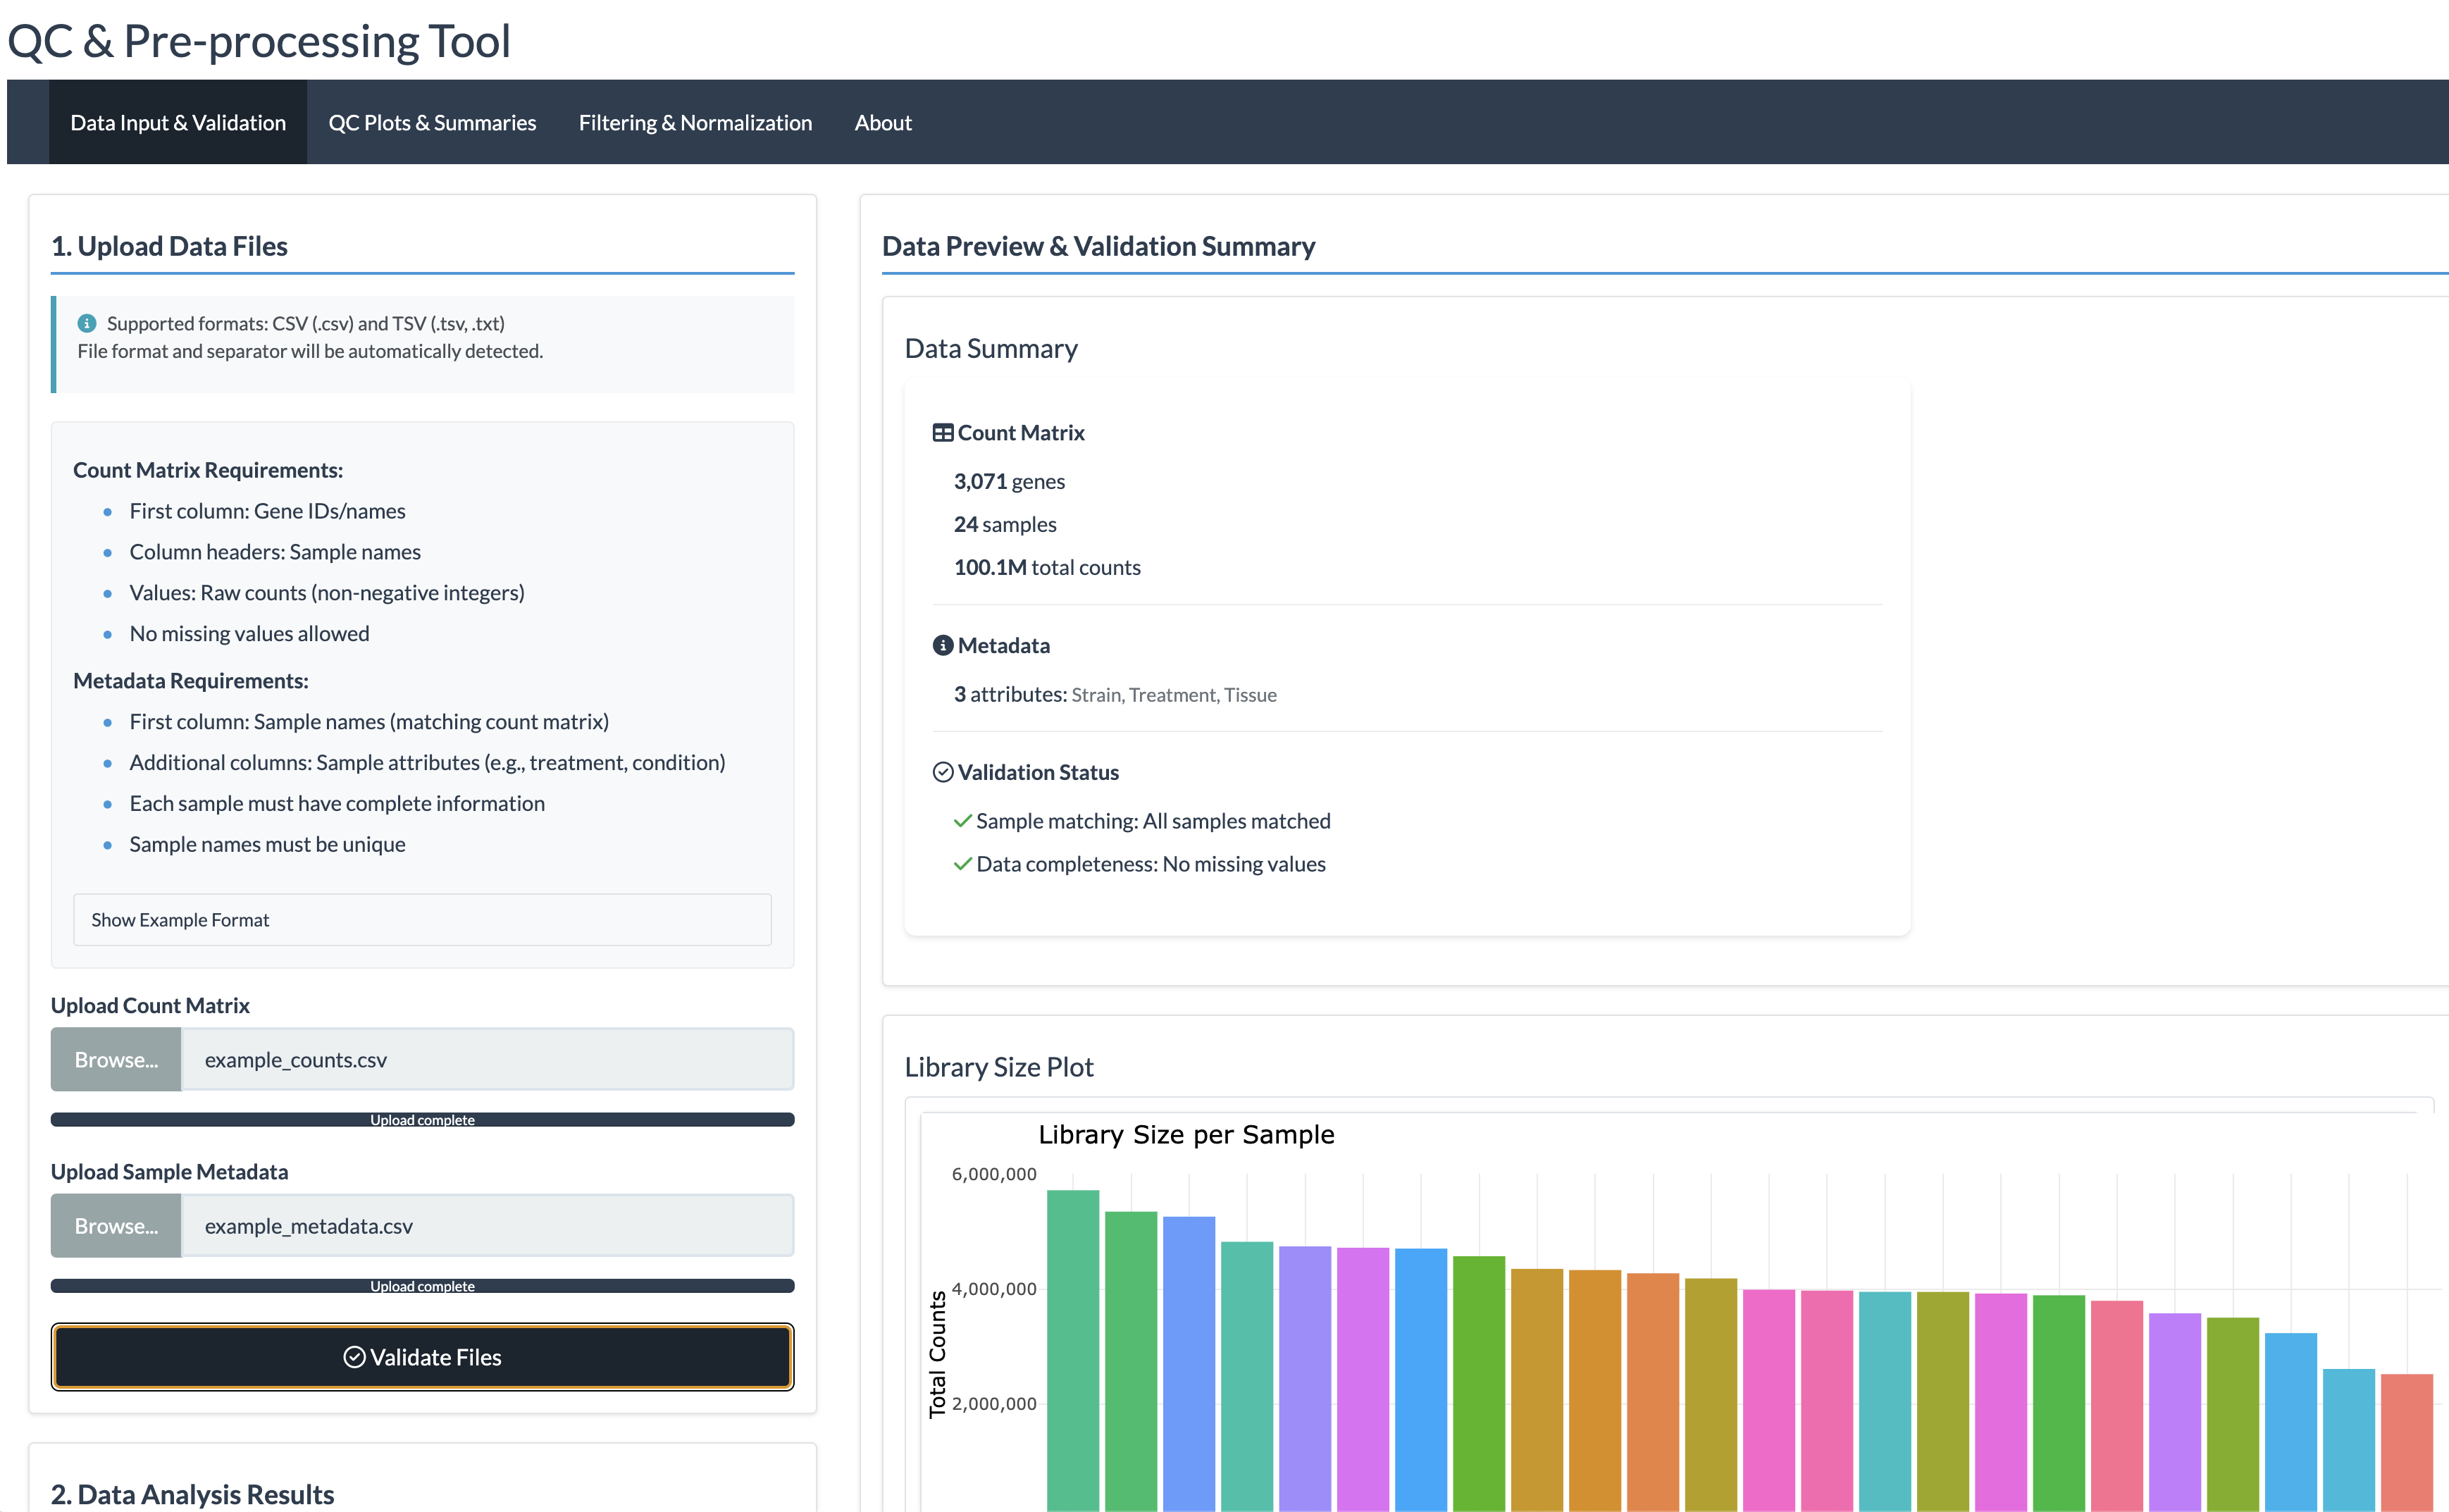 QC & Pre-processing Tool
Data Input & Validation
QC Plots & Summaries
Filtering & Normalization
About
1. Upload Data Files
Supported formats: CSV (.csv) and TSV (.tsv, .txt)
File format and separator will be automatically detected.
Count Matrix Requirements:
First column: Gene IDs/names
Column headers: Sample names
Values: Raw counts (non-negative integers)
No missing values allowed
Metadata Requirements:
First column: Sample names (matching count matrix)
Additional columns: Sample attributes (e.g., treatment, condition)
Each sample must have complete information
Sample names must be unique
Show Example Format
Upload Count Matrix
Browse... example_counts.csv
Upload complete
Upload Sample Metadata
Browse... example_metadata.csv
Upload complete
Validate Files
2. Data Analysis Results
Data Preview & Validation Summary
Data Summary
Count Matrix
3,071 genes
24 samples
100.1M total counts
Metadata
3 attributes: Strain, Treatment, Tissue
Validation Status
Sample matching: All samples matched
Data completeness: No missing values
Library Size Plot
Library Size per Sample
6,000,000
4,000,000
2,000,000
Total Counts